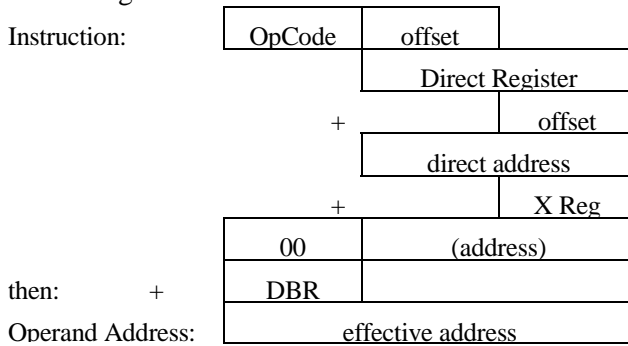 Instruction: OpCode offset
Direct Register
+ offset
direct address
+ X Reg
00 (address)
then: + DBR
Operand Address: effective address